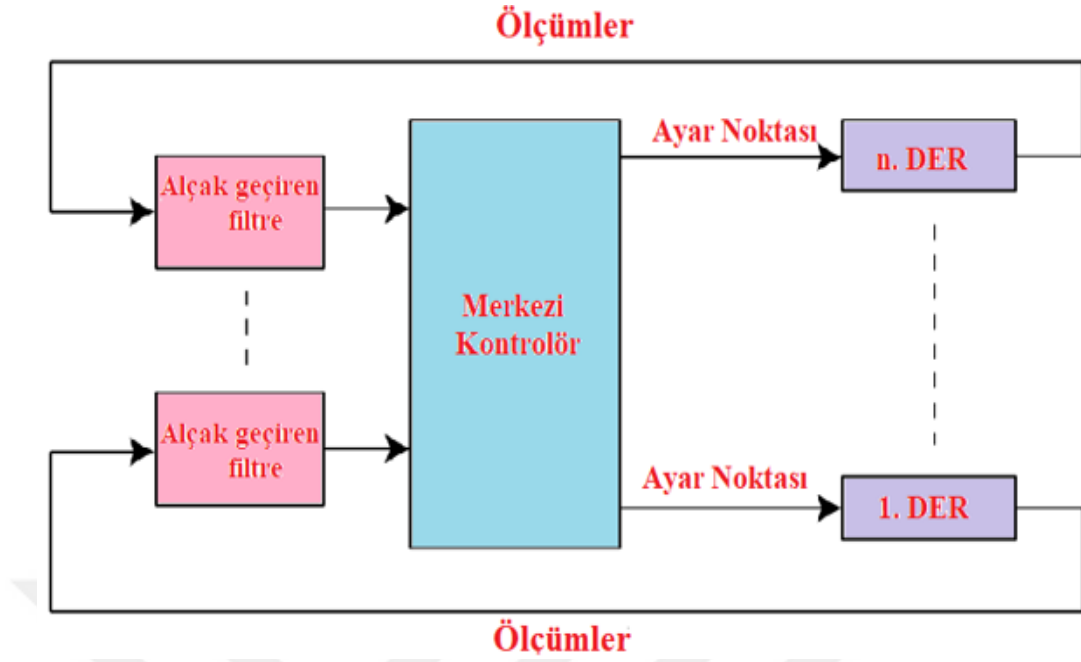 Ölçümler
Ayar Noktası
n. DER
Alçak geçiren
filtre
Merkezi
Kontrolör
Alçak geçiren
filtre
Ayar Noktası
1. DER
Ölçümler